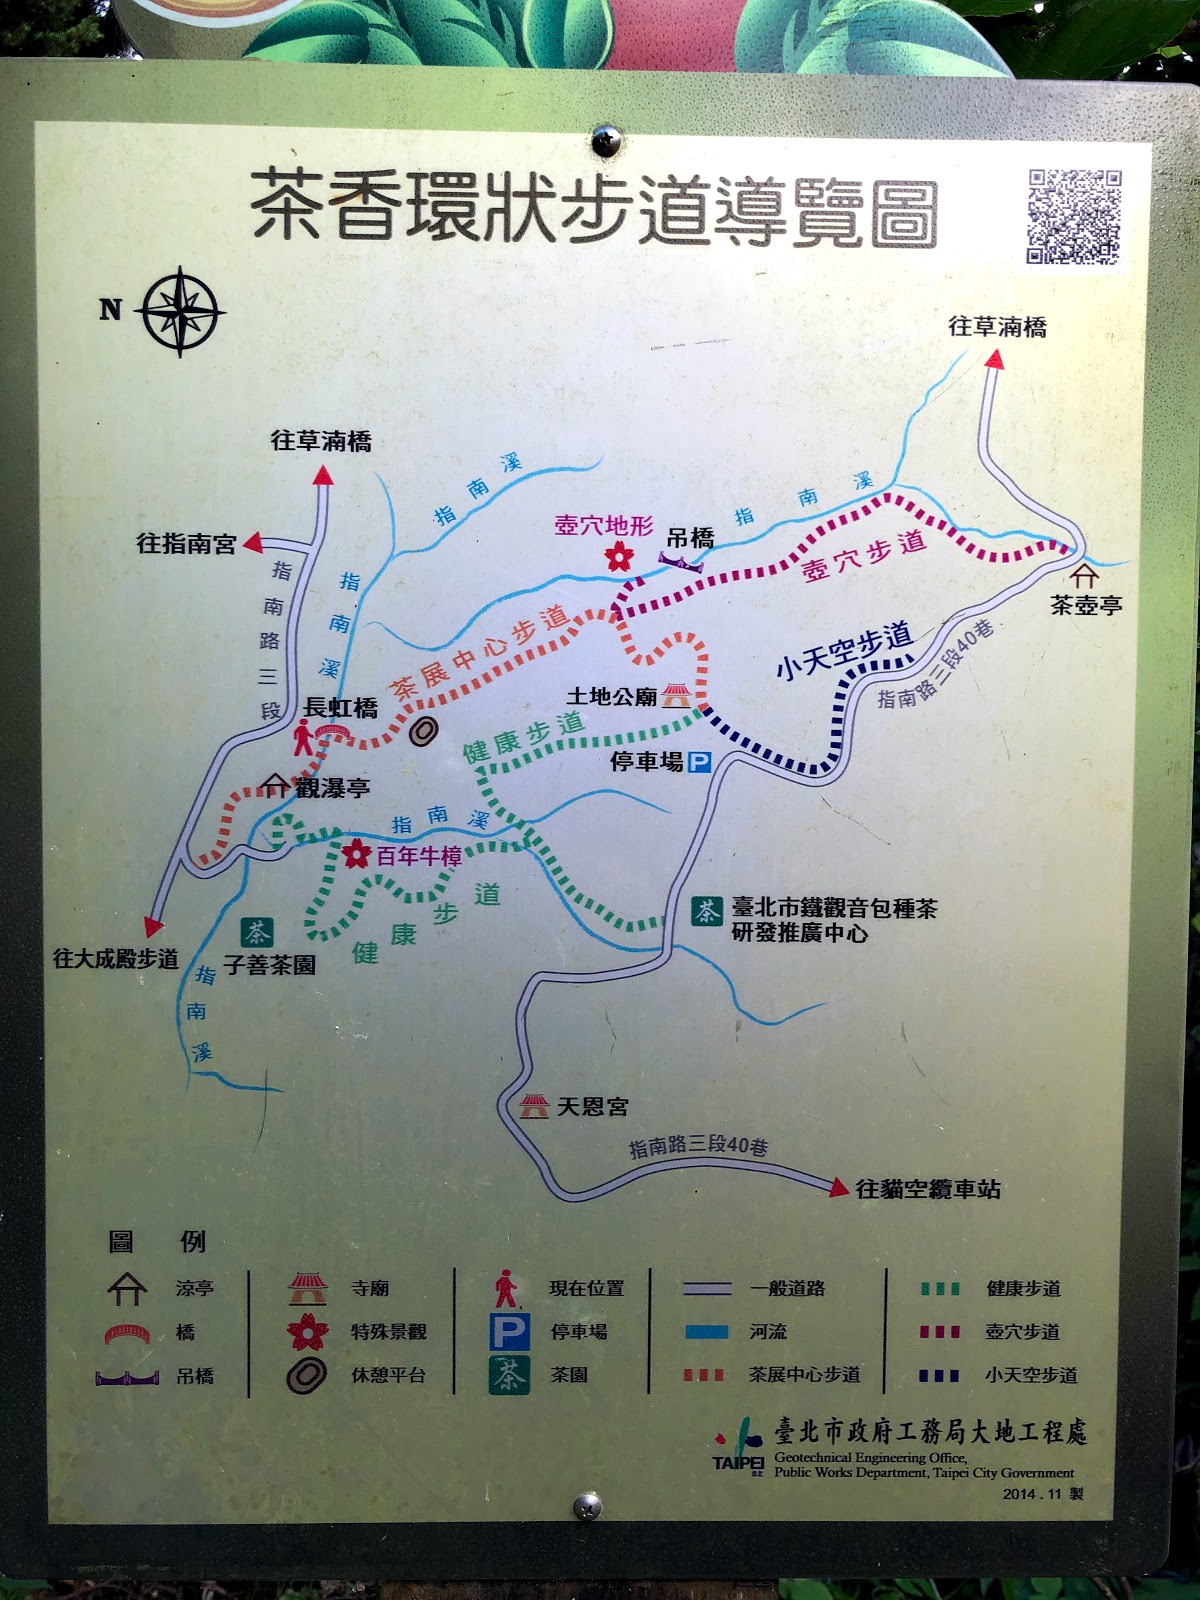 茶香環狀步道導覽圖
N
往草湳橋
往草湳橋
往指南宮
指南溪
指南溪
壺穴地形
吊橋
指南溪
壺穴步道
茶壺亭
指南路三段
指南溪
茶展中心步道
小天空步道
指南路三段40巷
土地公廟
長虹橋
健康步道
停車場
P
觀瀑亭
指南溪
百年牛樟
健康步道
茶
臺北市鐵觀音包種茶
研發推廣中心
茶
子善茶園
往大成殿步道
指南溪
天恩宮
指南路三段40巷
往貓空纜車站
圖例
涼亭
寺廟
現在位置
一般道路
健康步道
橋
特殊景觀
P
停車場
河流
壺穴步道
吊橋
休憩平台
茶
茶園
茶展中心步道
小天空步道
TAIPEI
臺北
臺北市政府工務局大地工程處
Geotechnical Engineering Office,
Public Works Department, Taipei City Government
2014 . 11 製